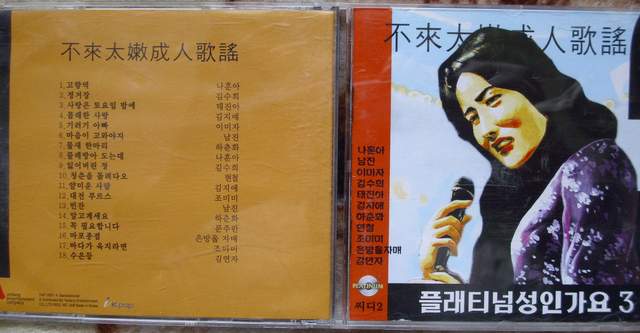 不來太嫩成人歌謠
1.고향역 나훈아
2.정거장 김수희
3.사랑은 토요일 밤에 태진아
4.몰래한 사랑 김지애
5.기러기 아빠 이미자
6.마음이 고와야지 남진
7.물새 한마리 하춘화
8.물레방아 도는데 나훈아
9.잃어버린 정 김수희
10.청춘을 돌려다오 현철
11.얄미운 사람 김지애
12.대전 부르스 조미미
13.빈잔 남진
14.알고계세요 하춘화
15.꼭 필요합니다 문주란
16.마포종점 은방울 자매
17.바다가 육지라면 조미미
18.수은등 김연자
不來太嫩成人歌謠
나훈아
남진
이미자
김수희
태진아
김지애
하춘화
현철
조미미
은방울자매
김연자
PLATINUM
씨디2
플래티넘성인가요 3